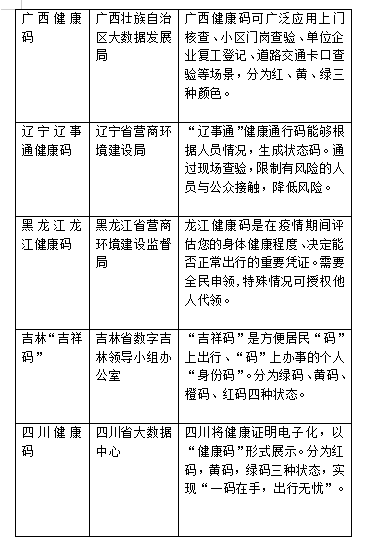 广西健康
码
广西壮族自治
区大数据发展
局
广西健康码可广泛应用上门
核查、小区门岗查验、单位企
业复工登记、道路交通卡口查
验等场景，分为红、黄、绿三
种颜色。
辽宁辽事
通健康码
辽宁省营商环
境建设局
“辽事通”健康通行码能够根
据人员情况，生成状态码。通
过现场查验，限制有风险的人
员与公众接触，降低风险。
黑龙江龙
江健康码
黑龙江省营商
环境建设监督
局
龙江健康码是在疫情期间评
估您的身体健康程度、决定能
否正常出行的重要凭证。需要
全民申领,特殊情况可授权他
人代领。
吉林“吉祥
码”
吉林省数字吉
林领导小组办
公室
“吉祥码”是方便居民“码”
上出行、“码”上办事的个人
“身份码”。分为绿码、黄码、
橙码、红码四种状态。
四川健康
码
四川省大数据
中心
四川将健康证明电子化，以
“健康码”形式展示。分为红
码，黄码，绿码三种状态，实
现“一码在手，出行无忧”。